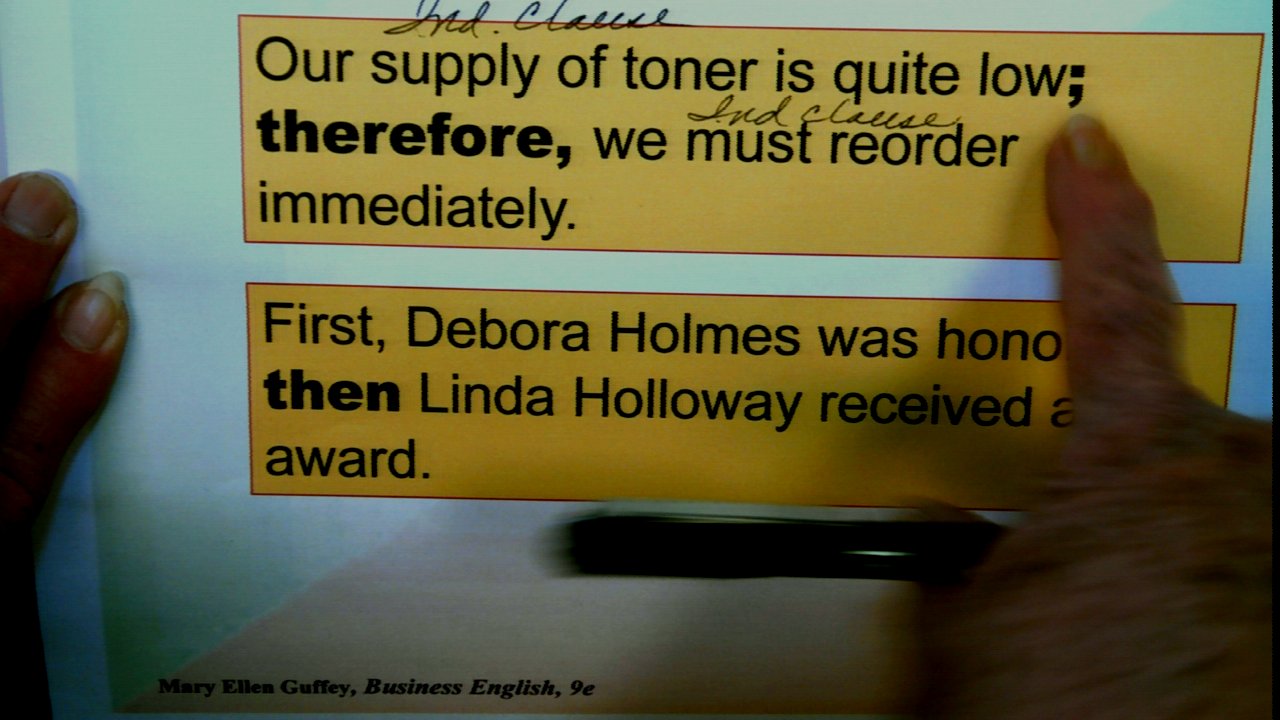 Ind. Clause
Our supply of toner is quite low;
Ind clause
therefore, we must reorder
immediately.
First, Debora Holmes was hono
then Linda Holloway received a
award.
Mary Ellen Guffey, Business English, 9e